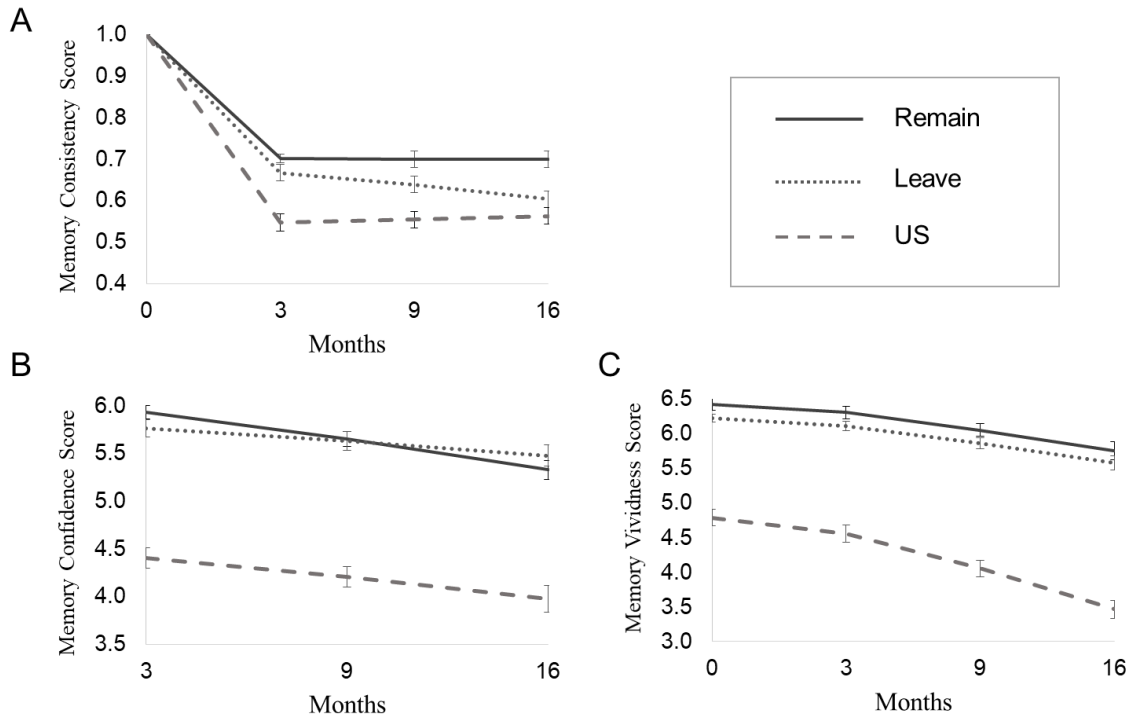 A
Memory Consistency Score
1.0
0.9
0.8
0.7
0.6
0.5
0.4
0 3 9 16
Months
Remain
Leave
US
B
Memory Confidence Score
6.0
5.5
5.0
4.5
4.0
3.5
3 9 16
Months
C
Memory Vividness Score
6.5
6.0
5.5
5.0
4.5
4.0
3.5
3.0
0 3 9 16
Months